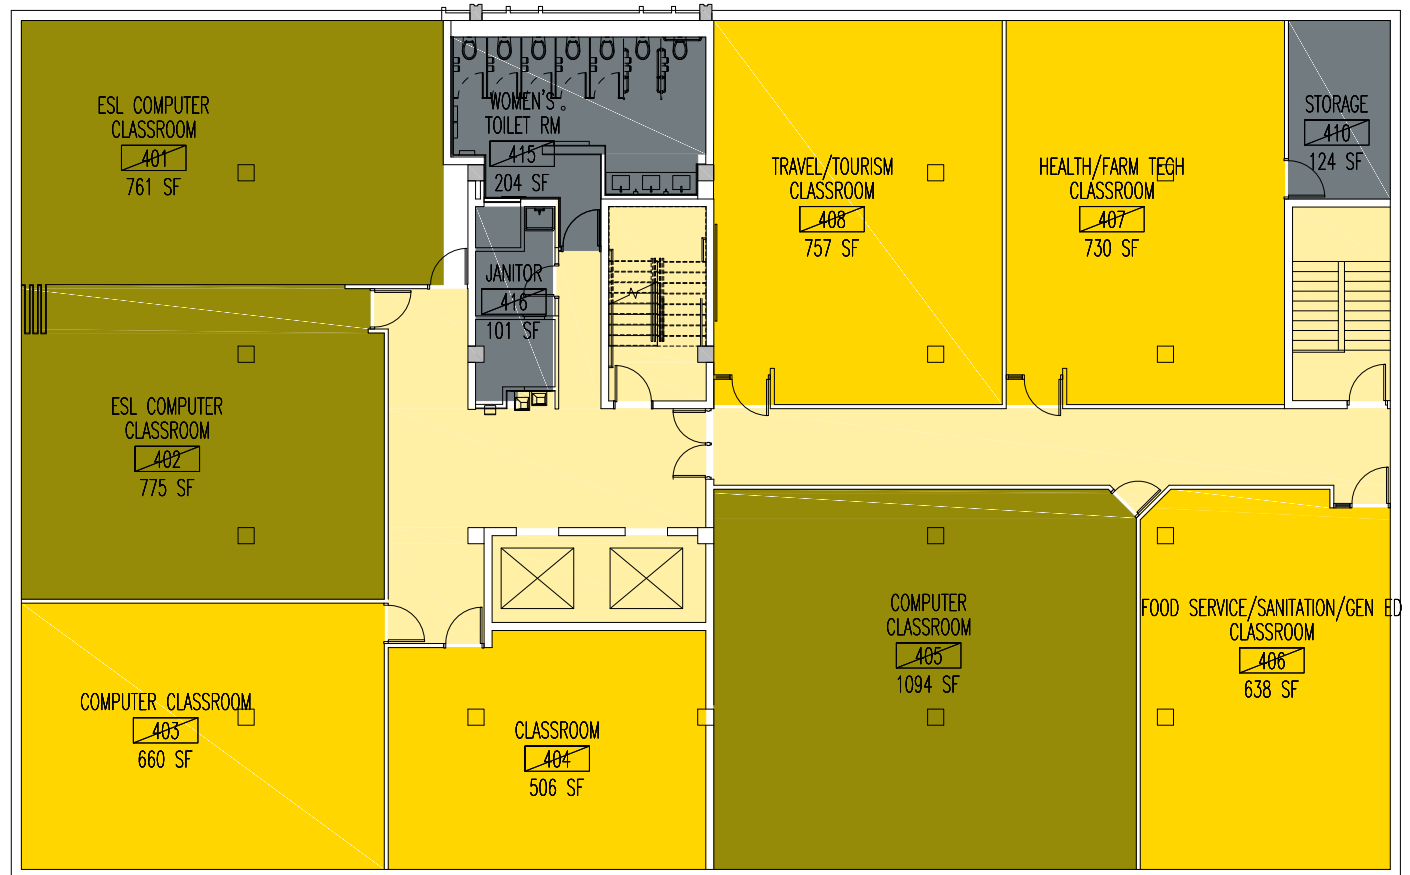 ESL COMPUTER
CLASSROOM
401
761 SF
WOMEN'S
TOILET RM
415
204 SF
TRAVEL/TOURISM
CLASSROOM
408
757 SF
HEALTH/FARM TECH
CLASSROOM
407
730 SF
STORAGE
410
124 SF
JANITOR
416
101 SF
ESL COMPUTER
CLASSROOM
402
775 SF
COMPUTER CLASSROOM
403
660 SF
CLASSROOM
404
506 SF
COMPUTER
CLASSROOM
405
1094 SF
FOOD SERVICE/SANITATION/GEN ED
CLASSROOM
406
638 SF